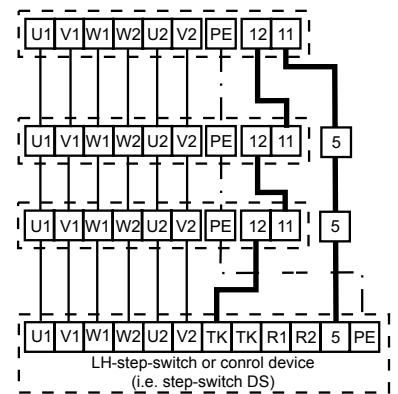 U1 V1 W1 W2 U2 V2 PE 12 11
U1 V1 W1 W2 U2 V2 PE 12 11 5
U1 V1 W1 W2 U2 V2 PE 12 11 5
U1 V1 W1 W2 U2 V2 TK TK R1 R2 5 PE
LH-step-switch or conrol device
(i.e. step-switch DS)